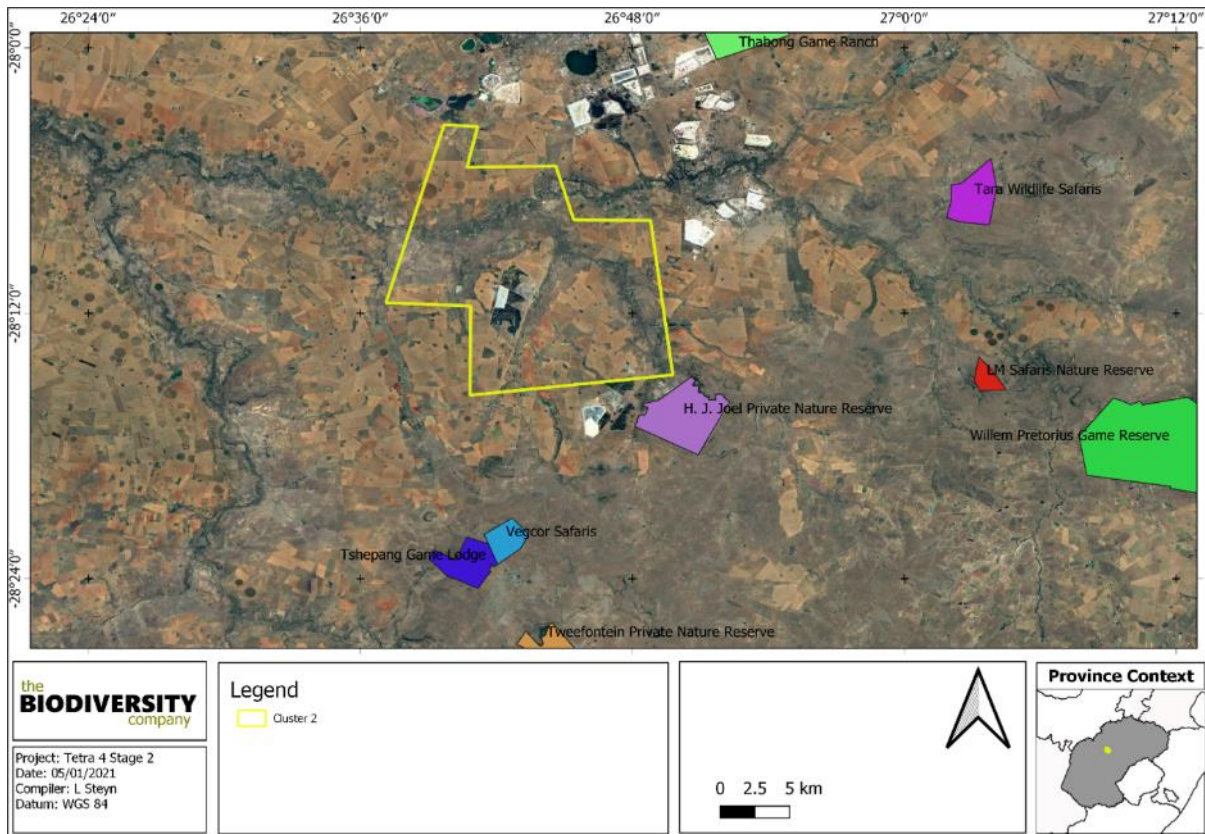 26°24′0″ 26°36′0″ 26°48′0″ 27°0′0″ 27°12′0″
-28°0′0″
Thabong Game Ranch
Tara Wildlife Safaris
-28°12′0″
LM Safaris Nature Reserve
H. J. Joel Private Nature Reserve
Willem Pretorius Game Reserve
Vegcor Safaris
Tshepang Game Lodge
-28°24′0″
Tweefontein Private Nature Reserve
the
BIODIVERSITY
company
Project: Tetra 4 Stage 2
Date: 05/01/2021
Compiler: L Steyn
Datum: WGS 84
Legend
Cluster 2
0 2.5 5 km
Province Context